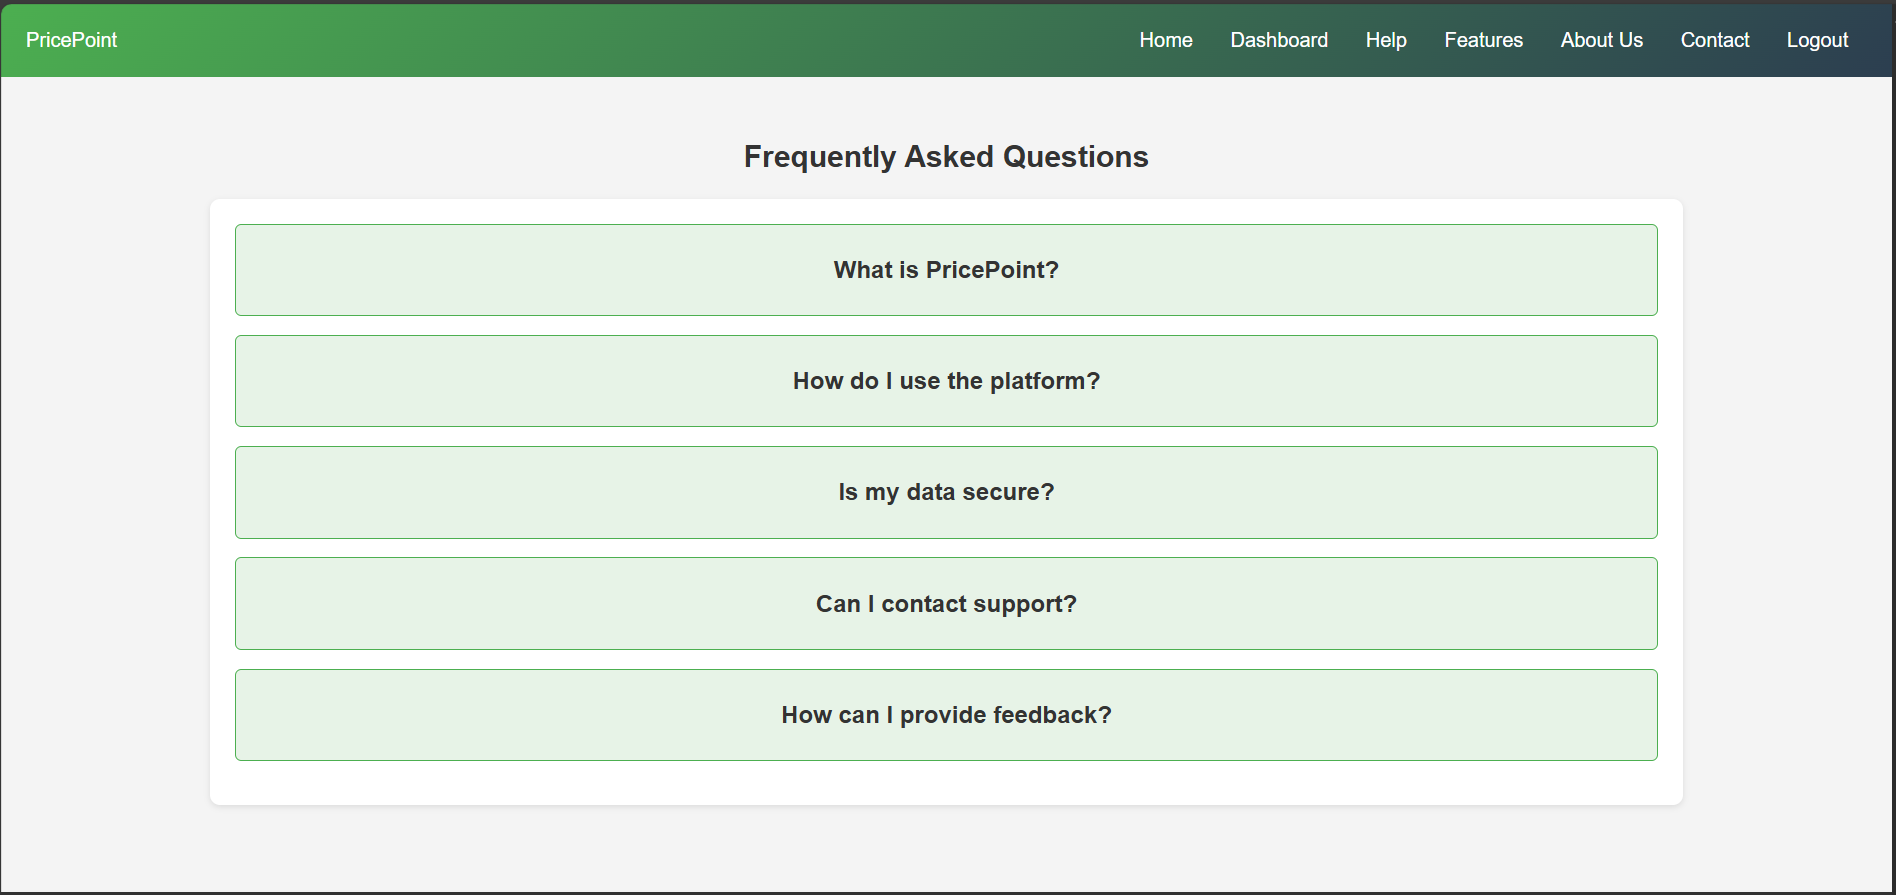 PricePoint
Home Dashboard Help Features About Us Contact Logout
Frequently Asked Questions
What is PricePoint?
How do I use the platform?
Is my data secure?
Can I contact support?
How can I provide feedback?